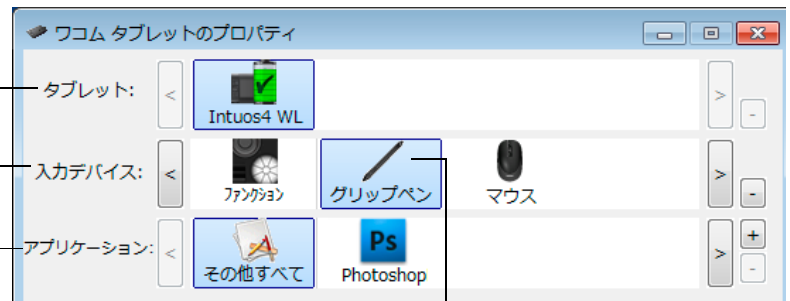 ワコム タブレットのプロパティ
タブレット:
Intuos4 WL
入力デバイス:
ファンクション
グリップペン
マウス
アプリケーション:
その他すべて
Ps
Photoshop